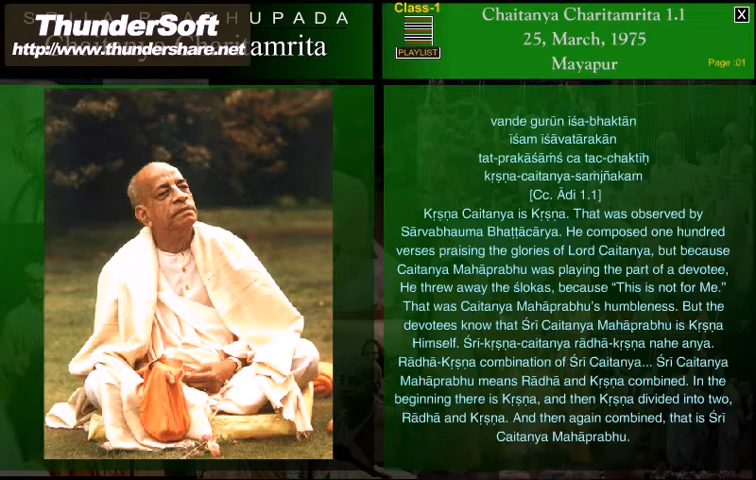 SRILA PRABHUPADA
ThunderSoft
http://www.thundershare.net
Class-1
PLAYLIST
Chaitanya Charitamrita 1.1
25, March, 1975
Mayapur
X
Page :01
vande gurūn īśa-bhaktān
īśam īśāvatārakān
tat-prakāśāṁś ca tac-chaktīḥ
kṛṣṇa-caitanya-saṁjñakam
[Cc. Ādi 1.1]
Kṛṣṇa Caitanya is Kṛṣṇa. That was observed by
Sārvabhauma Bhaṭṭācārya. He composed one hundred
verses praising the glories of Lord Caitanya, but because
Caitanya Mahāprabhu was playing the part of a devotee,
He threw away the ślokas, because “This is not for Me.”
That was Caitanya Mahāprabhu’s humbleness. But the
devotees know that Śrī Caitanya Mahāprabhu is Kṛṣṇa
Himself. Śrī-kṛṣṇa-caitanya rādhā-kṛṣṇa nahe anya.
Rādhā-Kṛṣṇa combination of Śrī Caitanya... Śrī Caitanya
Mahāprabhu means Rādhā and Kṛṣṇa combined. In the
beginning there is Kṛṣṇa, and then Kṛṣṇa divided into two,
Rādhā and Kṛṣṇa. And then again combined, that is Śrī
Caitanya Mahāprabhu.